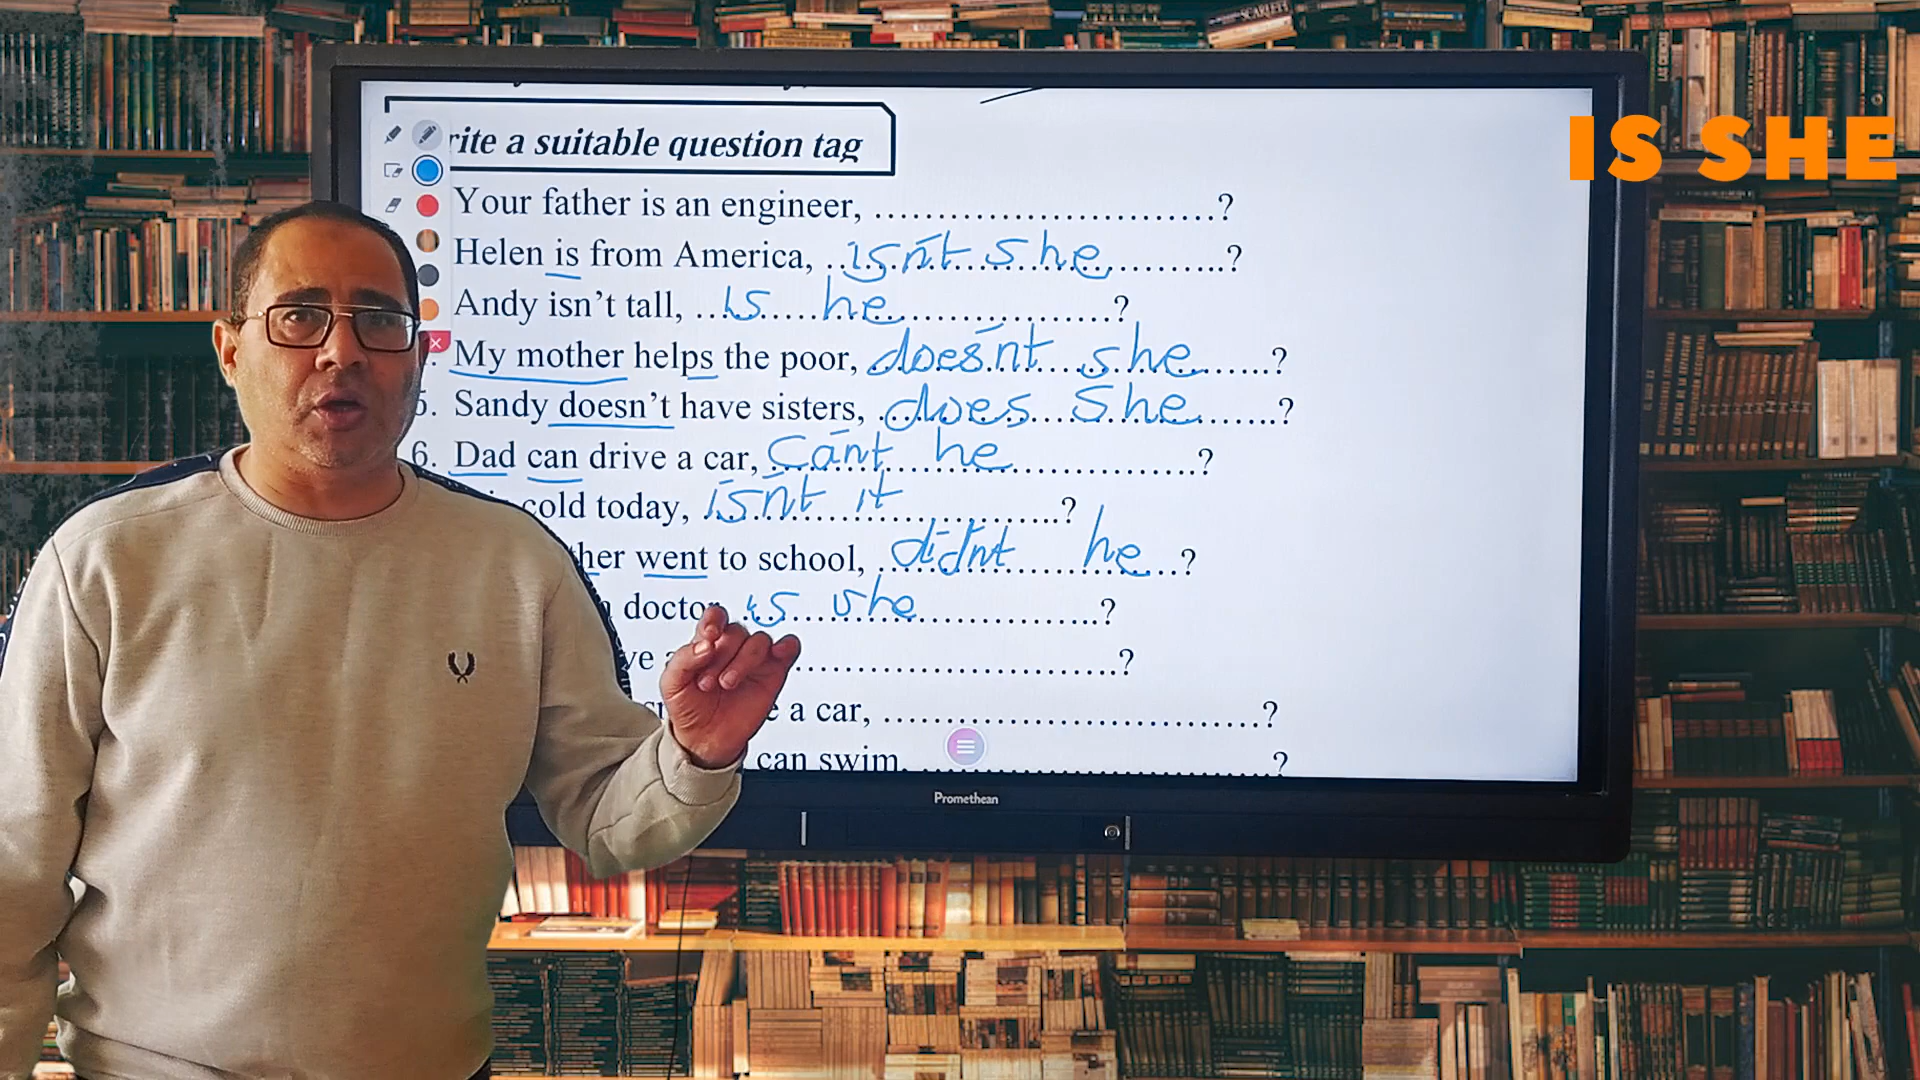 rite a suitable question tag
IS SHE
Your father is an engineer, ....................................?
Helen is from America, ..isn't she..............?
Andy isn't tall, ...is he............................?
My mother helps the poor, doesn't she........?
5. Sandy doesn't have sisters, .does she........?
6. Dad can drive a car, can't he............................?
cold today, isn't it............................?
ther went to school, didn't he......?
doctor, is she............................?
ve ....................................?
a car, ....................................?
can swim, ....................................?
Promethean